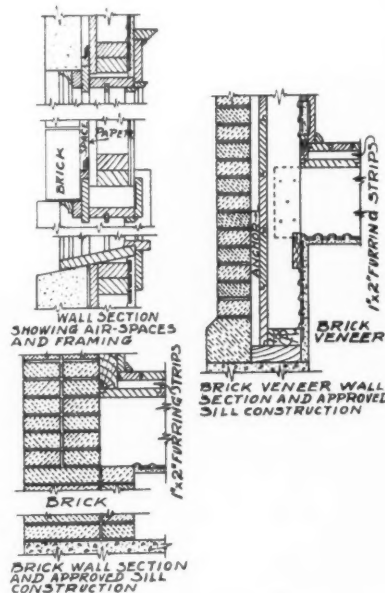 SPACE
PAPER
BRICK
WALL SECTION
SHOWING AIR-SPACES
AND FRAMING
ANCHOR
1"x2" FURRING STRIPS
BRICK
VENEER
BRICK VENEER WALL
SECTION AND APPROVED
SILL CONSTRUCTION
1"x2" FURRING STRIPS
BRICK
BRICK WALL SECTION
AND APPROVED SILL
CONSTRUCTION